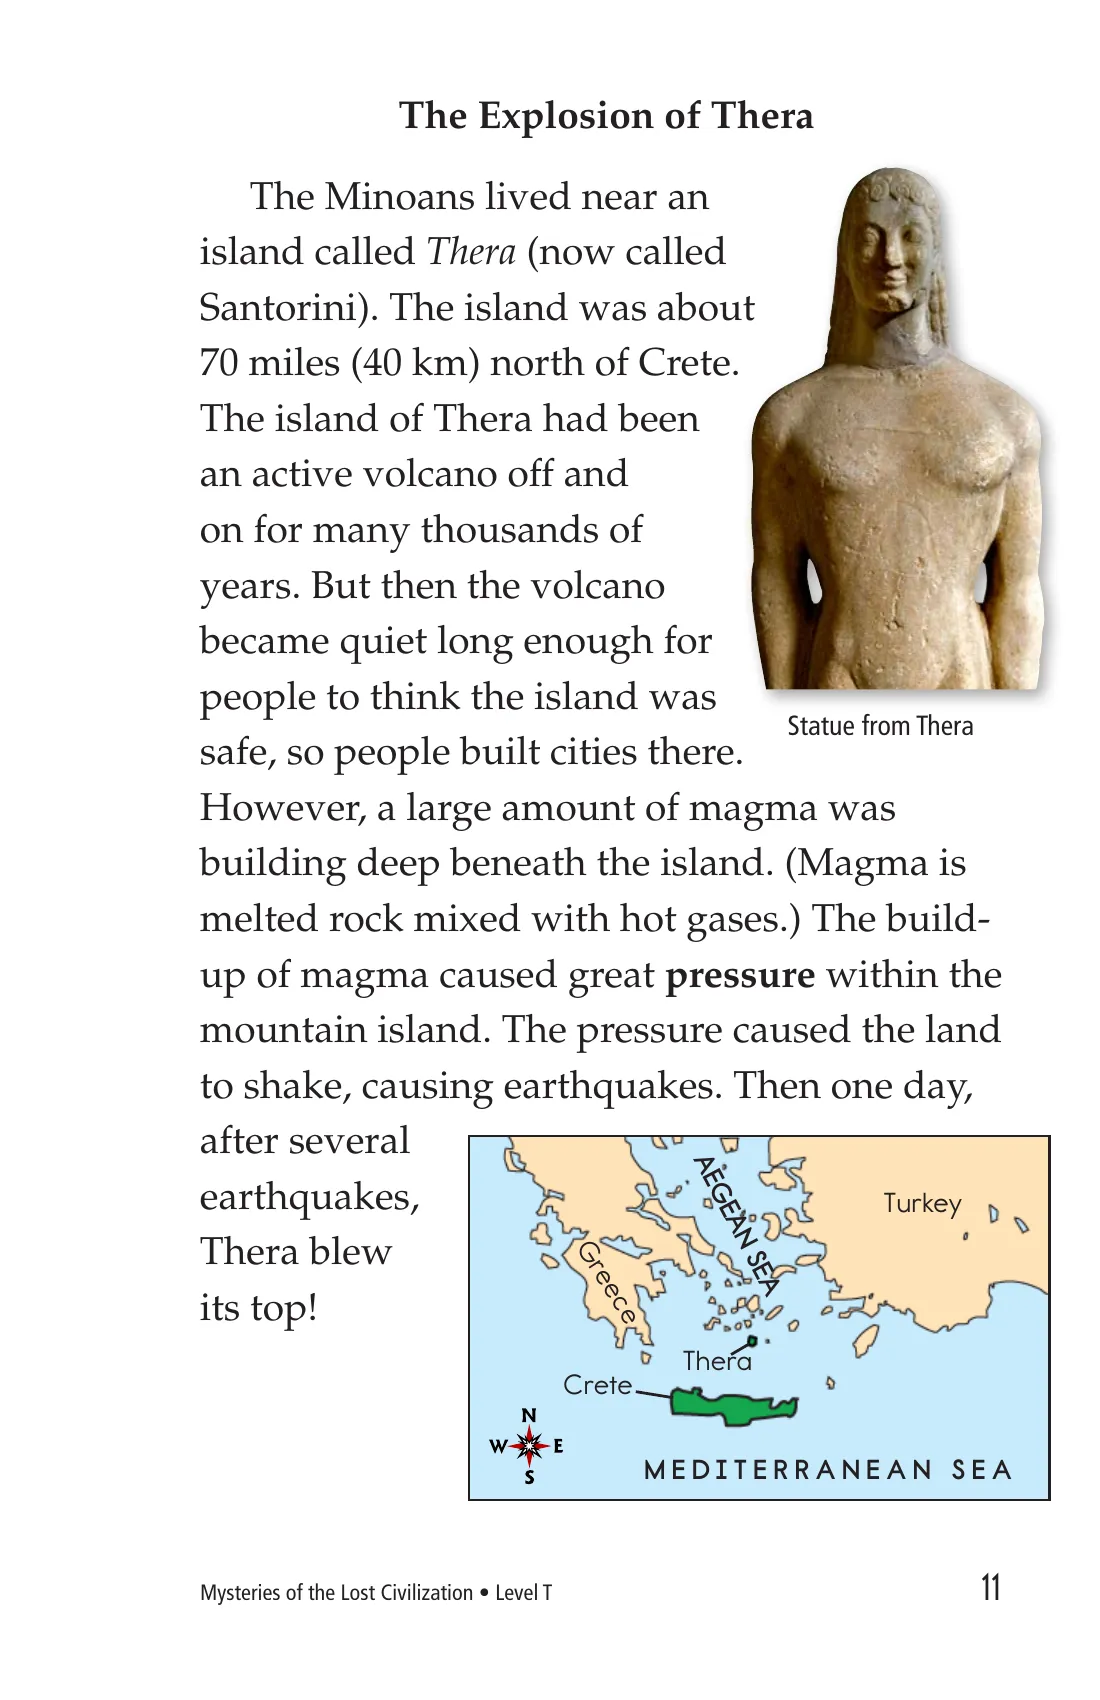 The Explosion of Thera
The Minoans lived near an
island called Thera (now called
Santorini). The island was about
70 miles (40 km) north of Crete.
The island of Thera had been
an active volcano off and
on for many thousands of
years. But then the volcano
became quiet long enough for
people to think the island was
safe, so people built cities there.
However, a large amount of magma was
building deep beneath the island. (Magma is
melted rock mixed with hot gases.) The build-
up of magma caused great pressure within the
mountain island. The pressure caused the land
to shake, causing earthquakes. Then one day,
after several
earthquakes,
Thera blew
its top!
Statue from Thera
AEGEAN SEA
Turkey
Greece
Thera
Crete
N
W E
S
MEDITERRANEAN SEA
Mysteries of the Lost Civilization • Level T
11